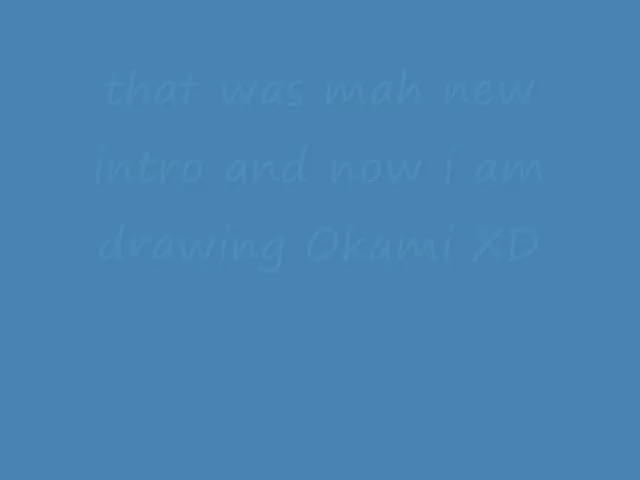 that was mah new
intro and now i am
drawing Okami XD